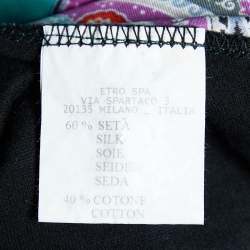 ETRO SPA
VIA SPARTACO 3
20135 MILANO _ ITALIA
60% SETA
SILK
SOIE
SEIDE
SEDA
40% COTONE
COTTON